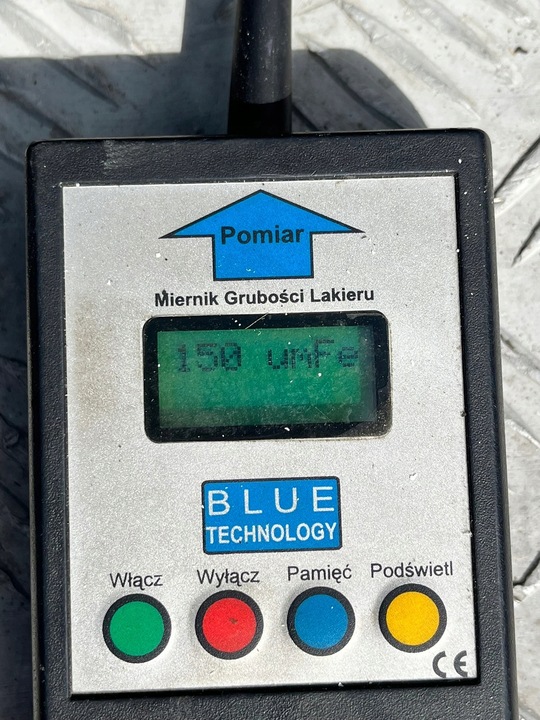 Pomiar
Miernik Grubości Lakieru
150 umFe
BLUE
TECHNOLOGY
Włącz Wyłącz Pamięć Podświetl
CE